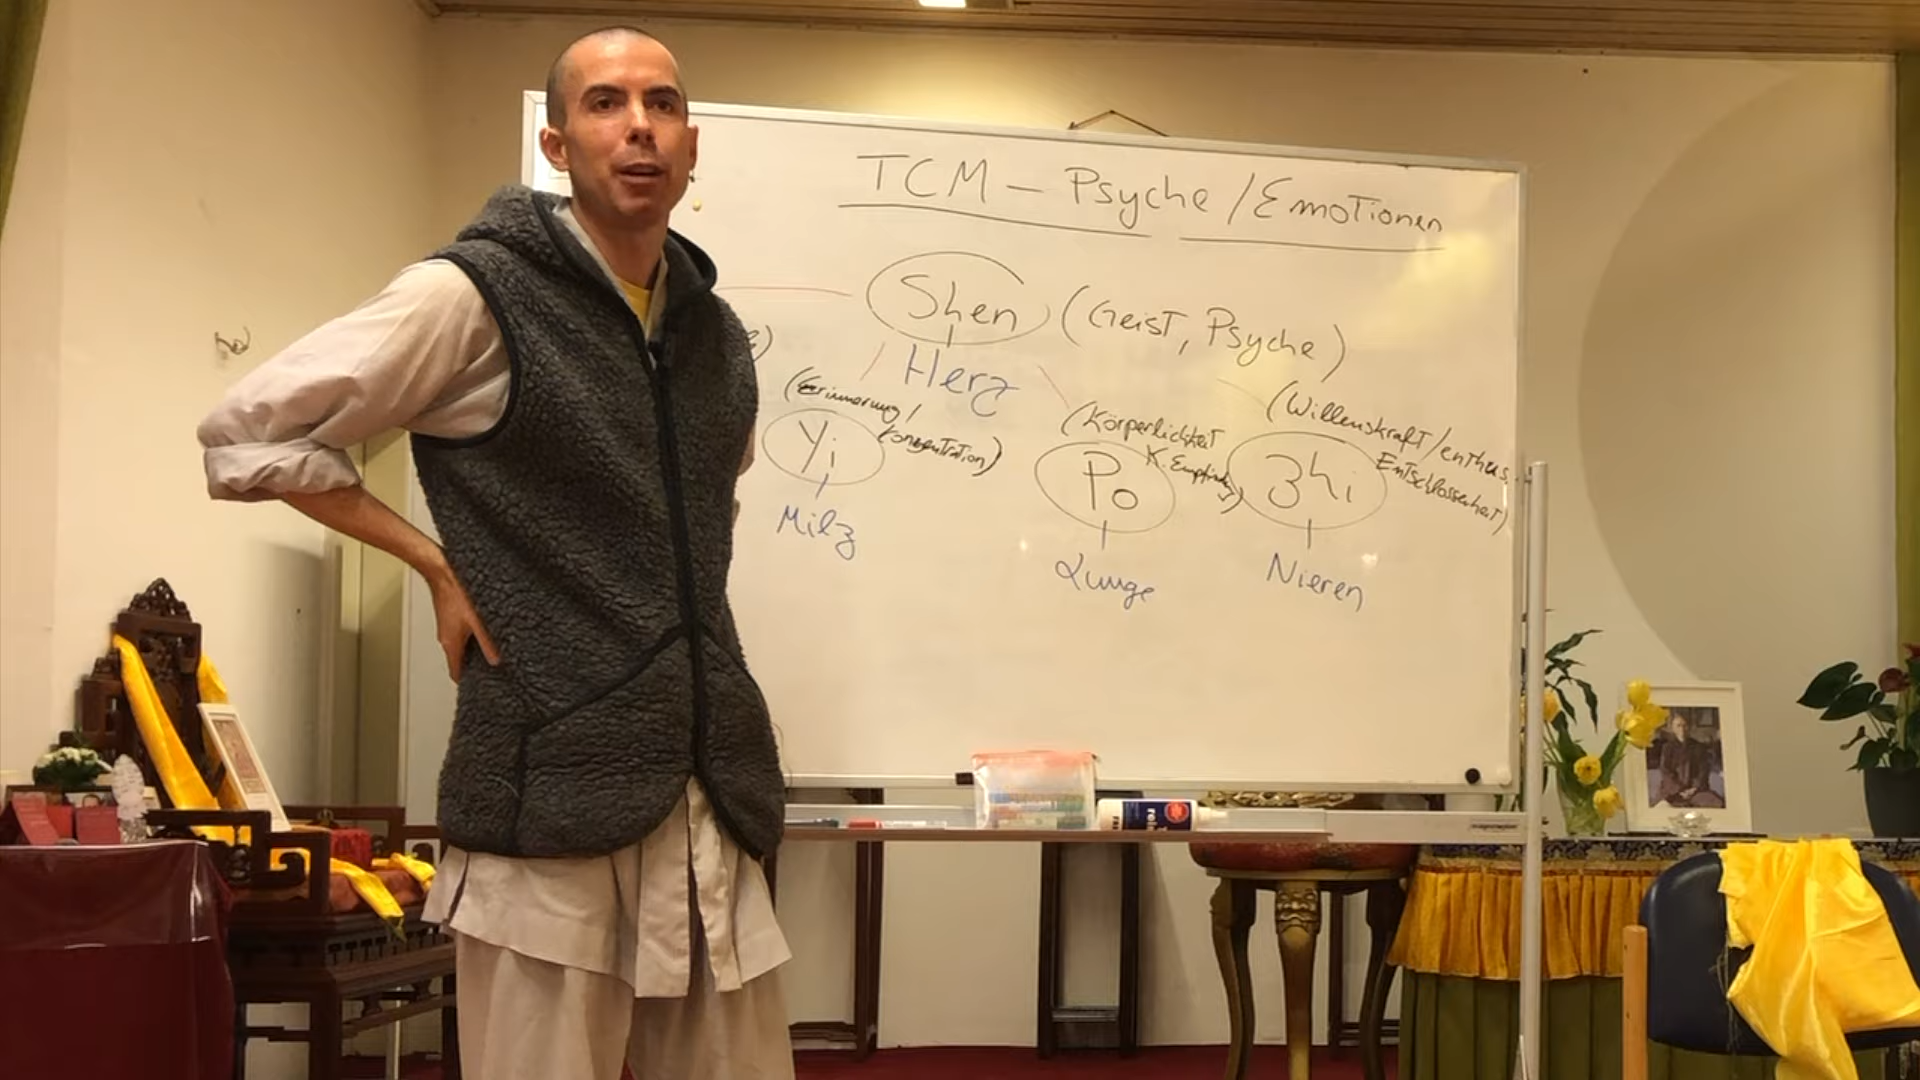 TCM – Psyche / Emotionen
Shen (Geist, Psyche)
Herz
(Erinnerung /
Konzentration)
Yi
Milz
(Körperlichkeit
K. Empfindg)
Po
Lunge
(Willenskraft / enthus.
Entschlossenheit)
Zhi
Nieren